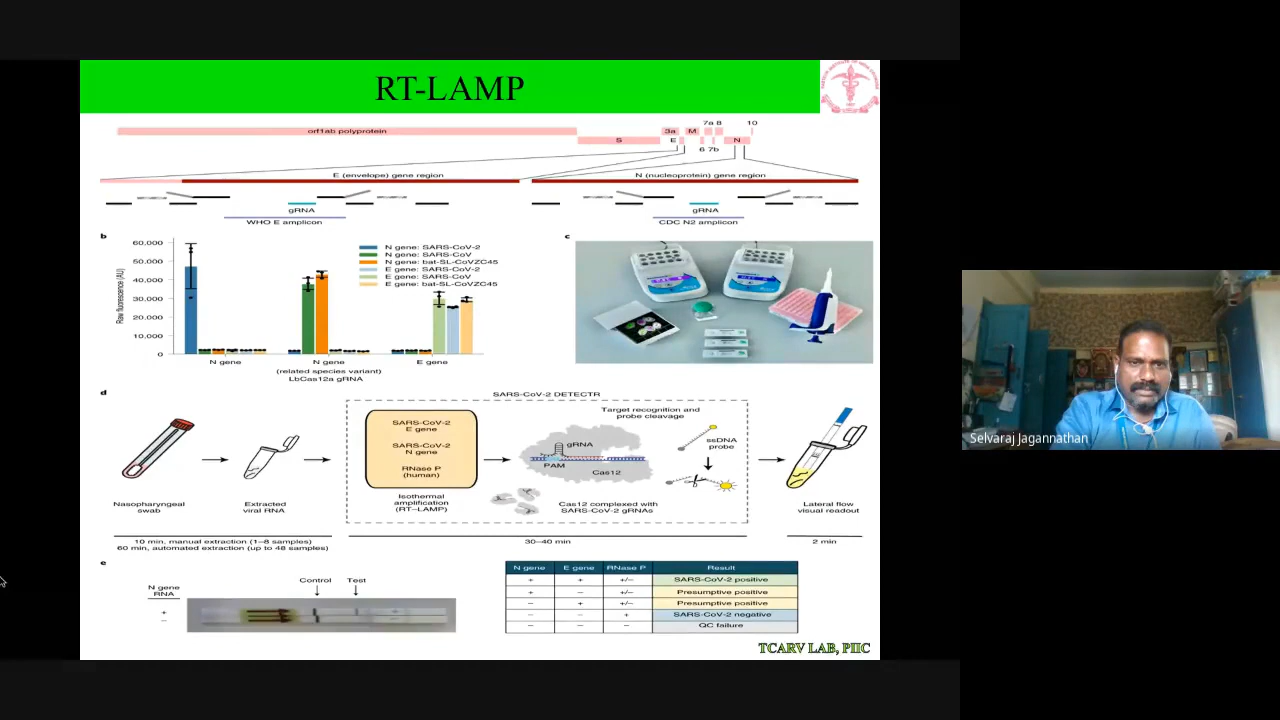 RT-LAMP
7a 8
10
orf1ab polyprotein
3a
M
S
E
N
6 7b
E (envelope) gene region
N (nucleoprotein) gene region
gRNA
gRNA
WHO E amplicon
CDC N2 amplicon
b
60,000
50,000
40,000
30,000
20,000
10,000
0
Raw fluorescence (AU)
N gene: SARS-CoV-2
N gene: SARS-CoV
N gene: bat-SL-CoVZC45
E gene: SARS-CoV-2
E gene: SARS-CoV
E gene: bat-SL-CoVZC45
N gene
N gene
E gene
(related species variant)
LbCas12a gRNA
c
d
SARS-CoV-2 DETECTR
SARS-CoV-2
E gene
SARS-CoV-2
N gene
RNase P
(human)
Target recognition and
probe cleavage
gRNA
PAM
Cas12
ssDNA
probe
Nasopharyngeal
swab
Extracted
viral RNA
Isothermal
amplification
(RT–LAMP)
Cas12 complexed with
SARS-CoV-2 gRNAs
Lateral flow
visual readout
10 min, manual extraction (1–8 samples)
60 min, automated extraction (up to 48 samples)
30–40 min
2 min
e
N gene
RNA
+
–
Control
Test
N gene E gene RNase P Result
+ + +/– SARS-CoV-2 positive
+ – +/– Presumptive positive
– + +/– Presumptive positive
– – + SARS-CoV-2 negative
– – – QC failure
TCARV LAB, PIIC
Selvaraj Jagannathan